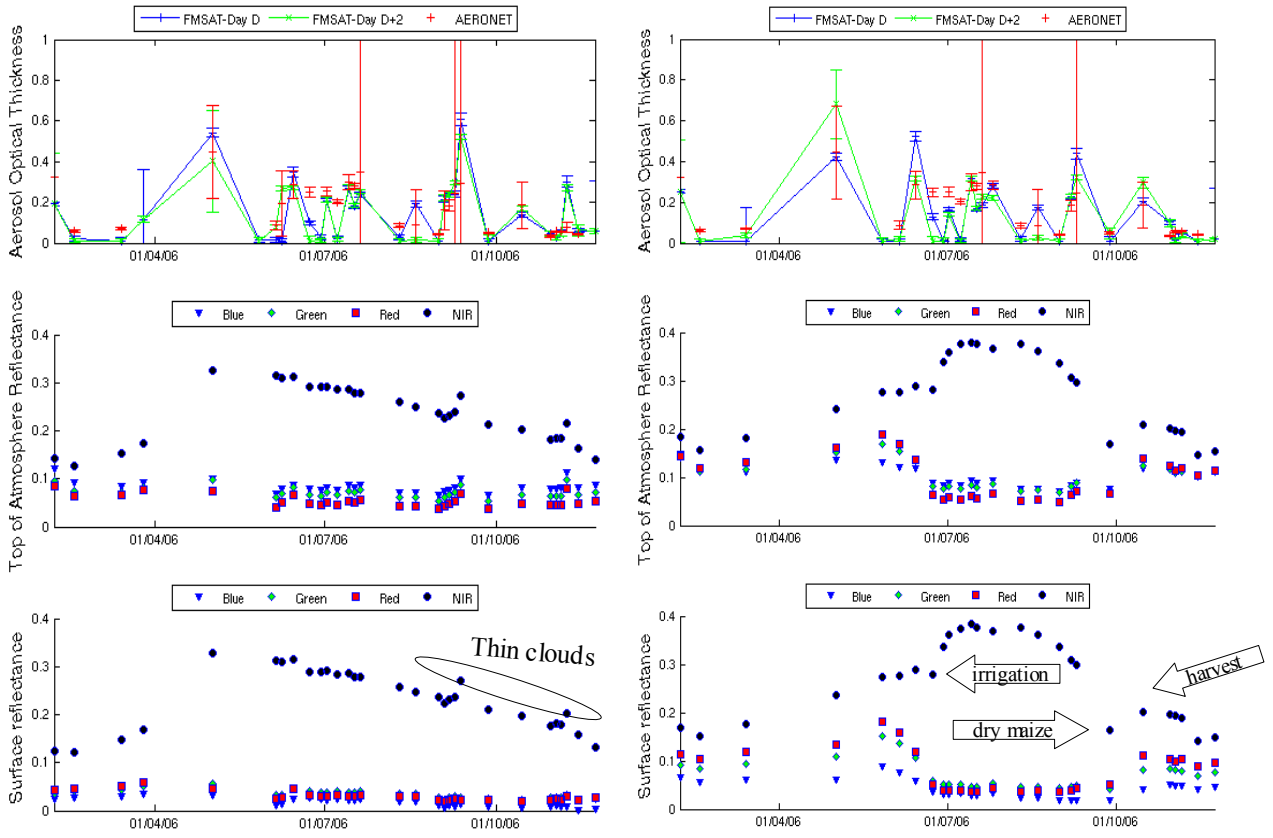 FMSAT-Day D FMSAT-Day D+2 AERONET
Aerosol Optical Thickness
1
0.8
0.6
0.4
0.2
0
01/04/06 01/07/06 01/10/06
FMSAT-Day D FMSAT-Day D+2 AERONET
Aerosol Optical Thickness
1
0.8
0.6
0.4
0.2
0
01/04/06 01/07/06 01/10/06
Blue Green Red NIR
Top of Atmosphere Reflectance
0.4
0.3
0.2
0.1
0
01/04/06 01/07/06 01/10/06
Blue Green Red NIR
Top of Atmosphere Reflectance
0.4
0.3
0.2
0.1
0
01/04/06 01/07/06 01/10/06
Blue Green Red NIR
Surface reflectance
0.4
0.3
0.2
0.1
0
Thin clouds
01/04/06 01/07/06 01/10/06
Blue Green Red NIR
Surface reflectance
0.4
0.3
0.2
0.1
0
irrigation
harvest
dry maize
01/04/06 01/07/06 01/10/06